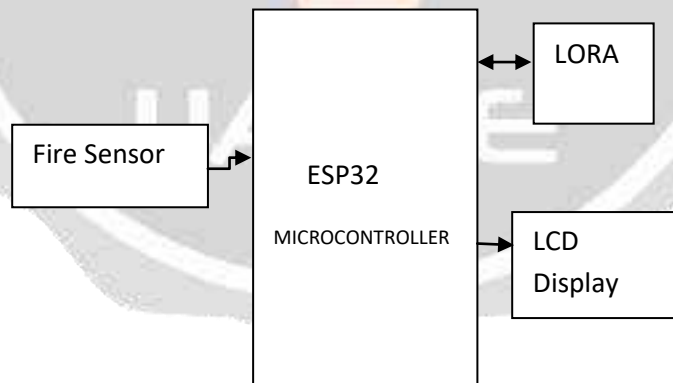 LORA
Fire Sensor
ESP32
MICROCONTROLLER
LCD
Display